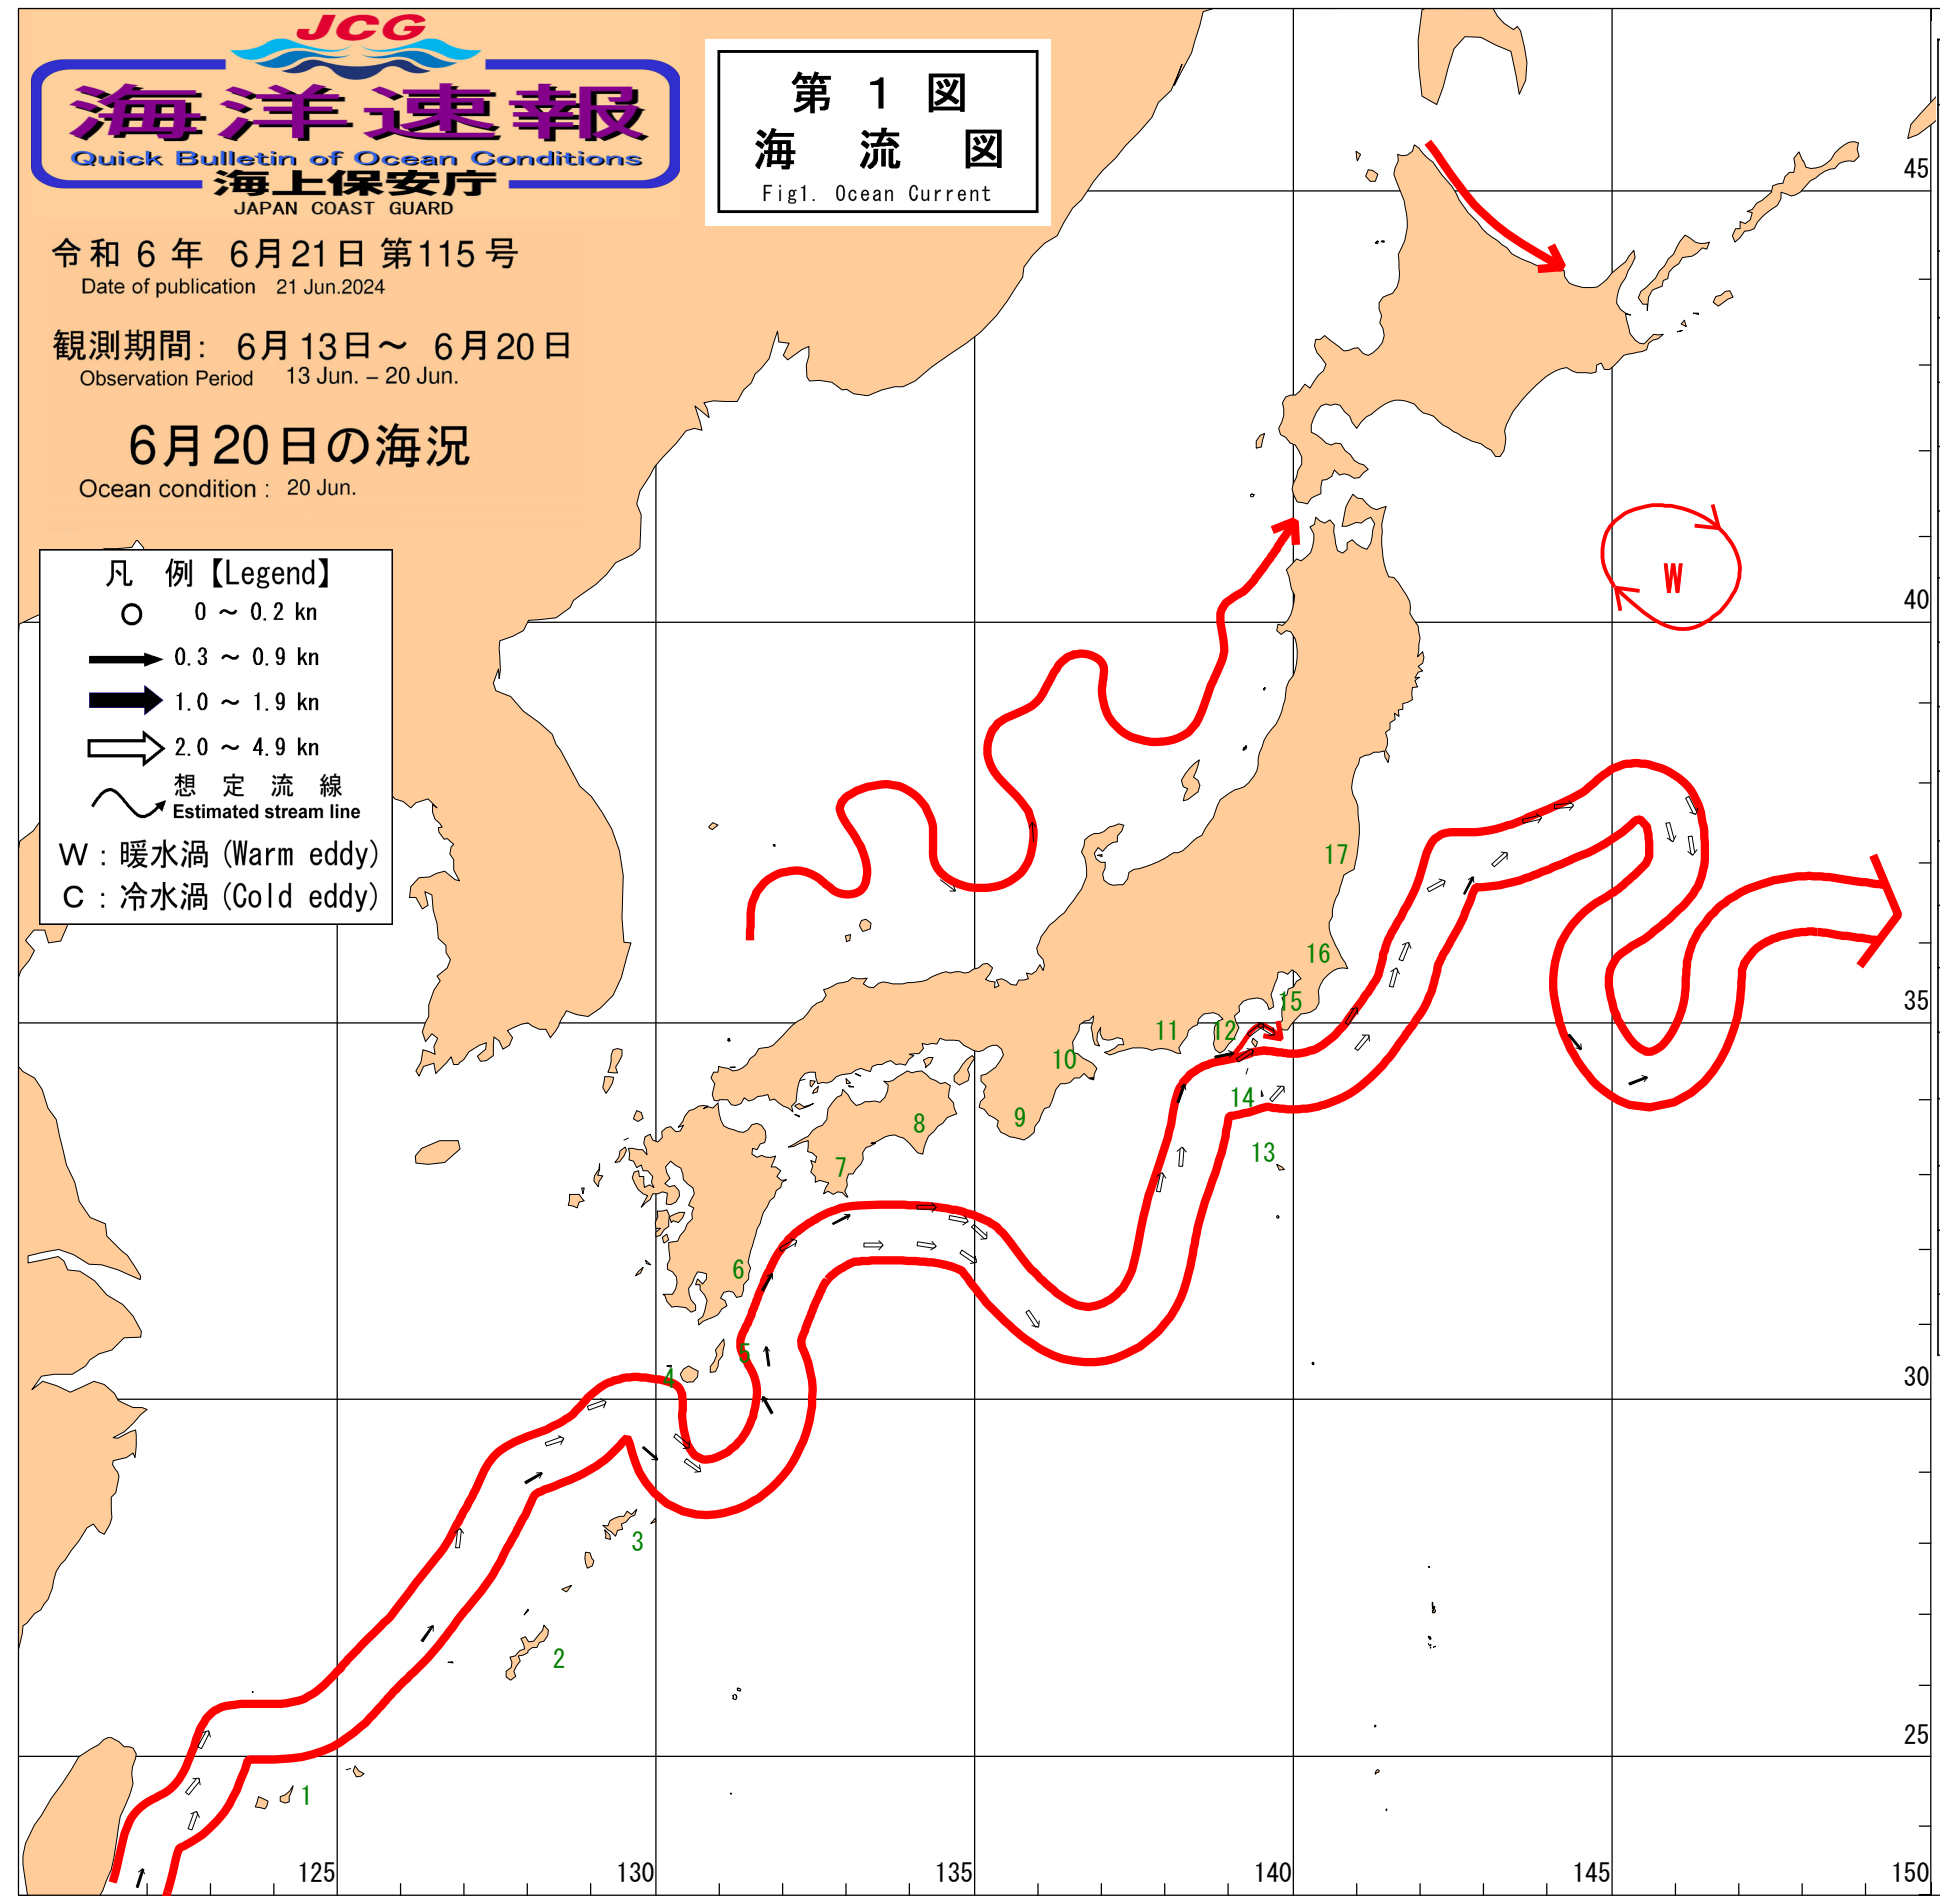 JCG
海洋速報
Quick Bulletin of Ocean Conditions
海上保安庁
JAPAN COAST GUARD
第 1 図
海 流 図
Fig1. Ocean Current
令和 6 年 6月21日 第115号
Date of publication 21 Jun.2024
観測期間: 6月13日～ 6月20日
Observation Period 13 Jun. – 20 Jun.
6月20日の海況
Ocean condition : 20 Jun.
凡 例【Legend】
0 ～ 0.2 kn
0.3 ～ 0.9 kn
1.0 ～ 1.9 kn
2.0 ～ 4.9 kn
想 定 流 線
Estimated stream line
W : 暖水渦 (Warm eddy)
C : 冷水渦 (Cold eddy)
45
W
40
17
16
35
15
12
11
10
14
9
8
13
7
6
5
4
30
3
2
25
1
125
130
135
140
145
150